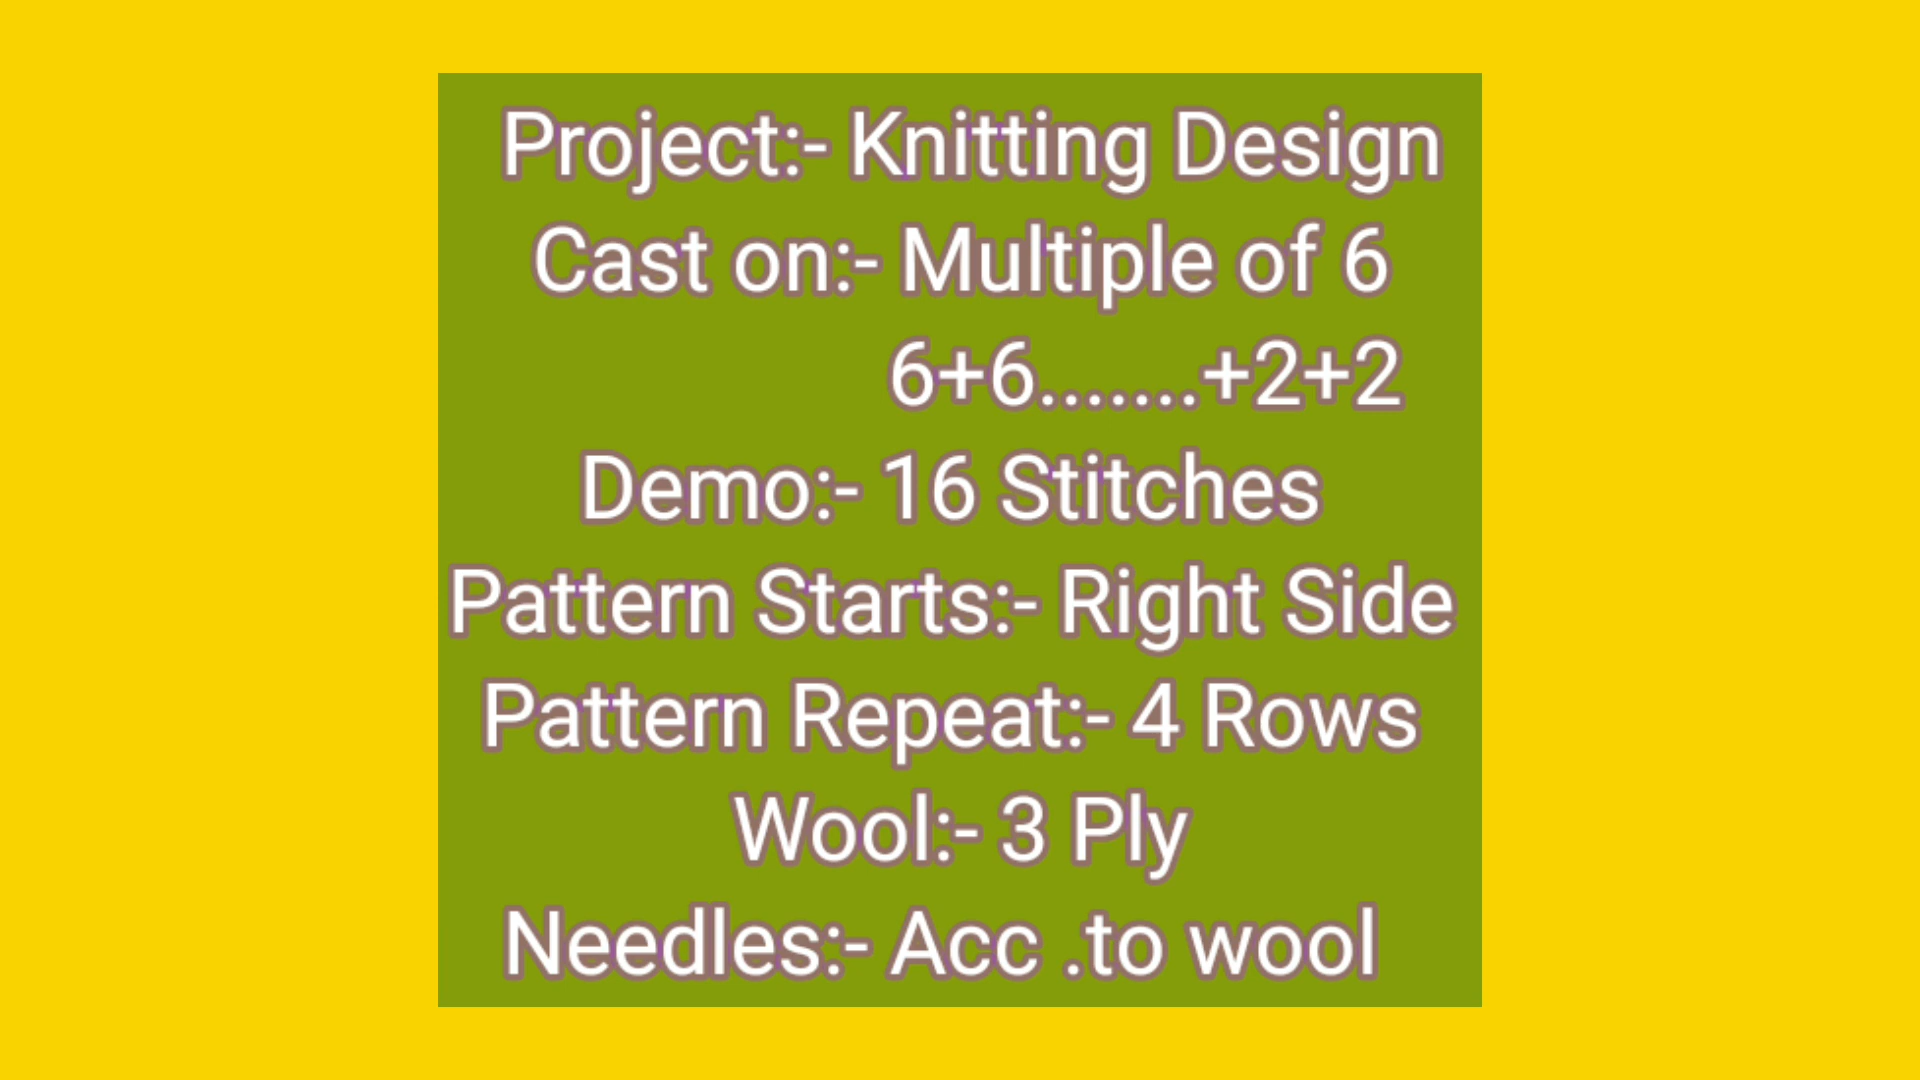 Project:- Knitting Design
Cast on:- Multiple of 6
6+6.......+2+2
Demo:- 16 Stitches
Pattern Starts:- Right Side
Pattern Repeat:- 4 Rows
Wool:- 3 Ply
Needles:- Acc .to wool